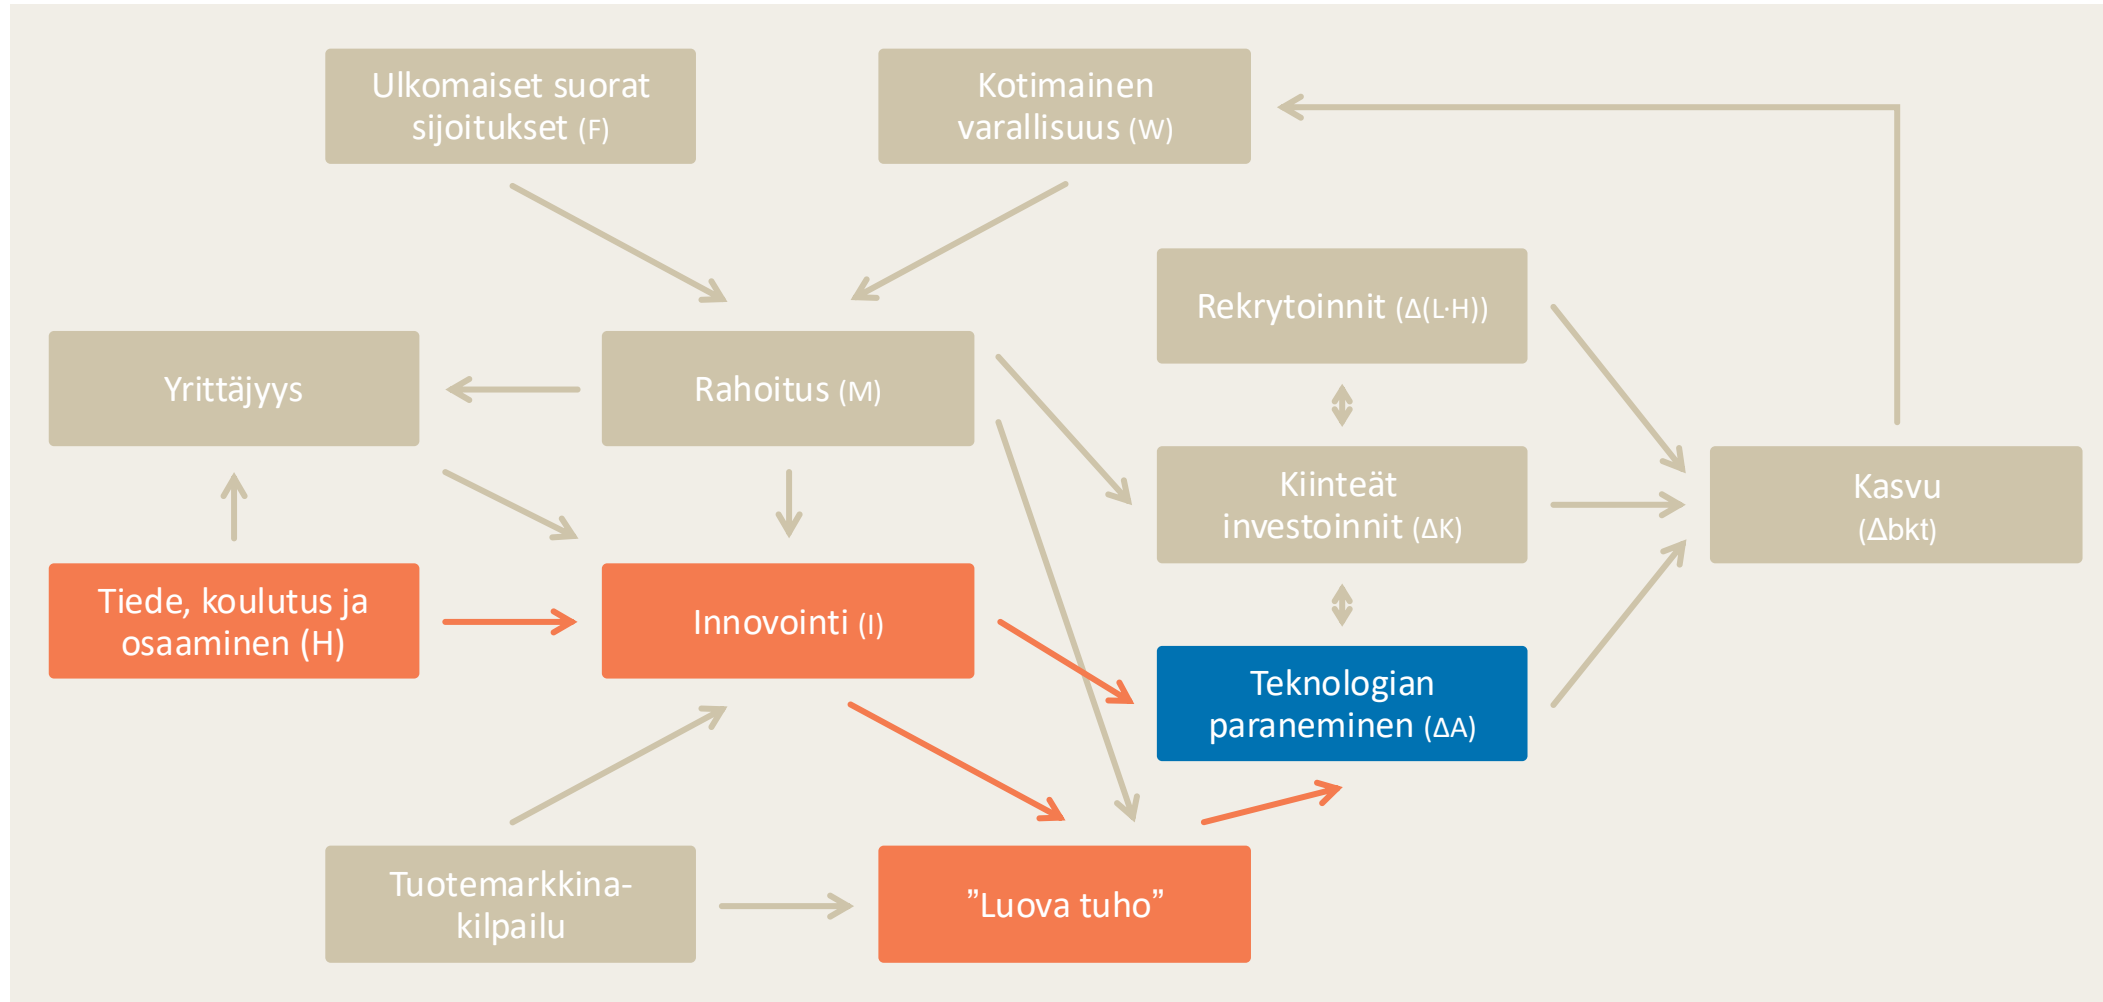 Ulkomaiset suorat
sijoitukset (F)
Kotimainen
varallisuus (W)
Rekrytoinnit (Δ(L·H))
Yrittäjyys
Rahoitus (M)
Kiinteät
investoinnit (ΔK)
Kasvu
(Δbkt)
Tiede, koulutus ja
osaaminen (H)
Innovointi (I)
Teknologian
paraneminen (ΔA)
Tuotemarkkina-
kilpailu
”Luova tuho”